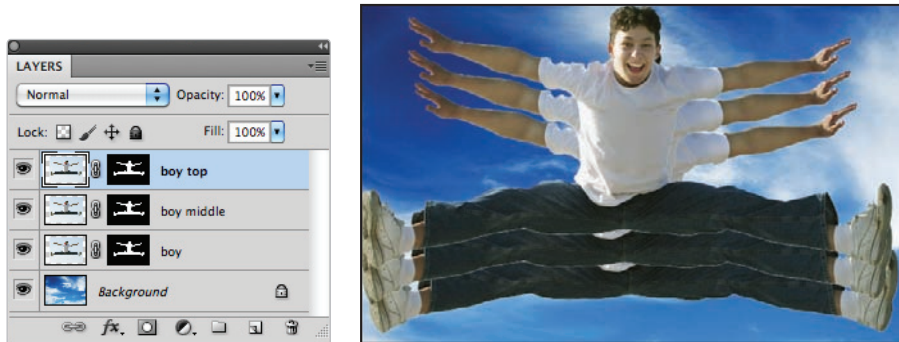 LAYERS
Normal Opacity: 100%
Lock: Fill: 100%
boy top
boy middle
boy
Background
fx.